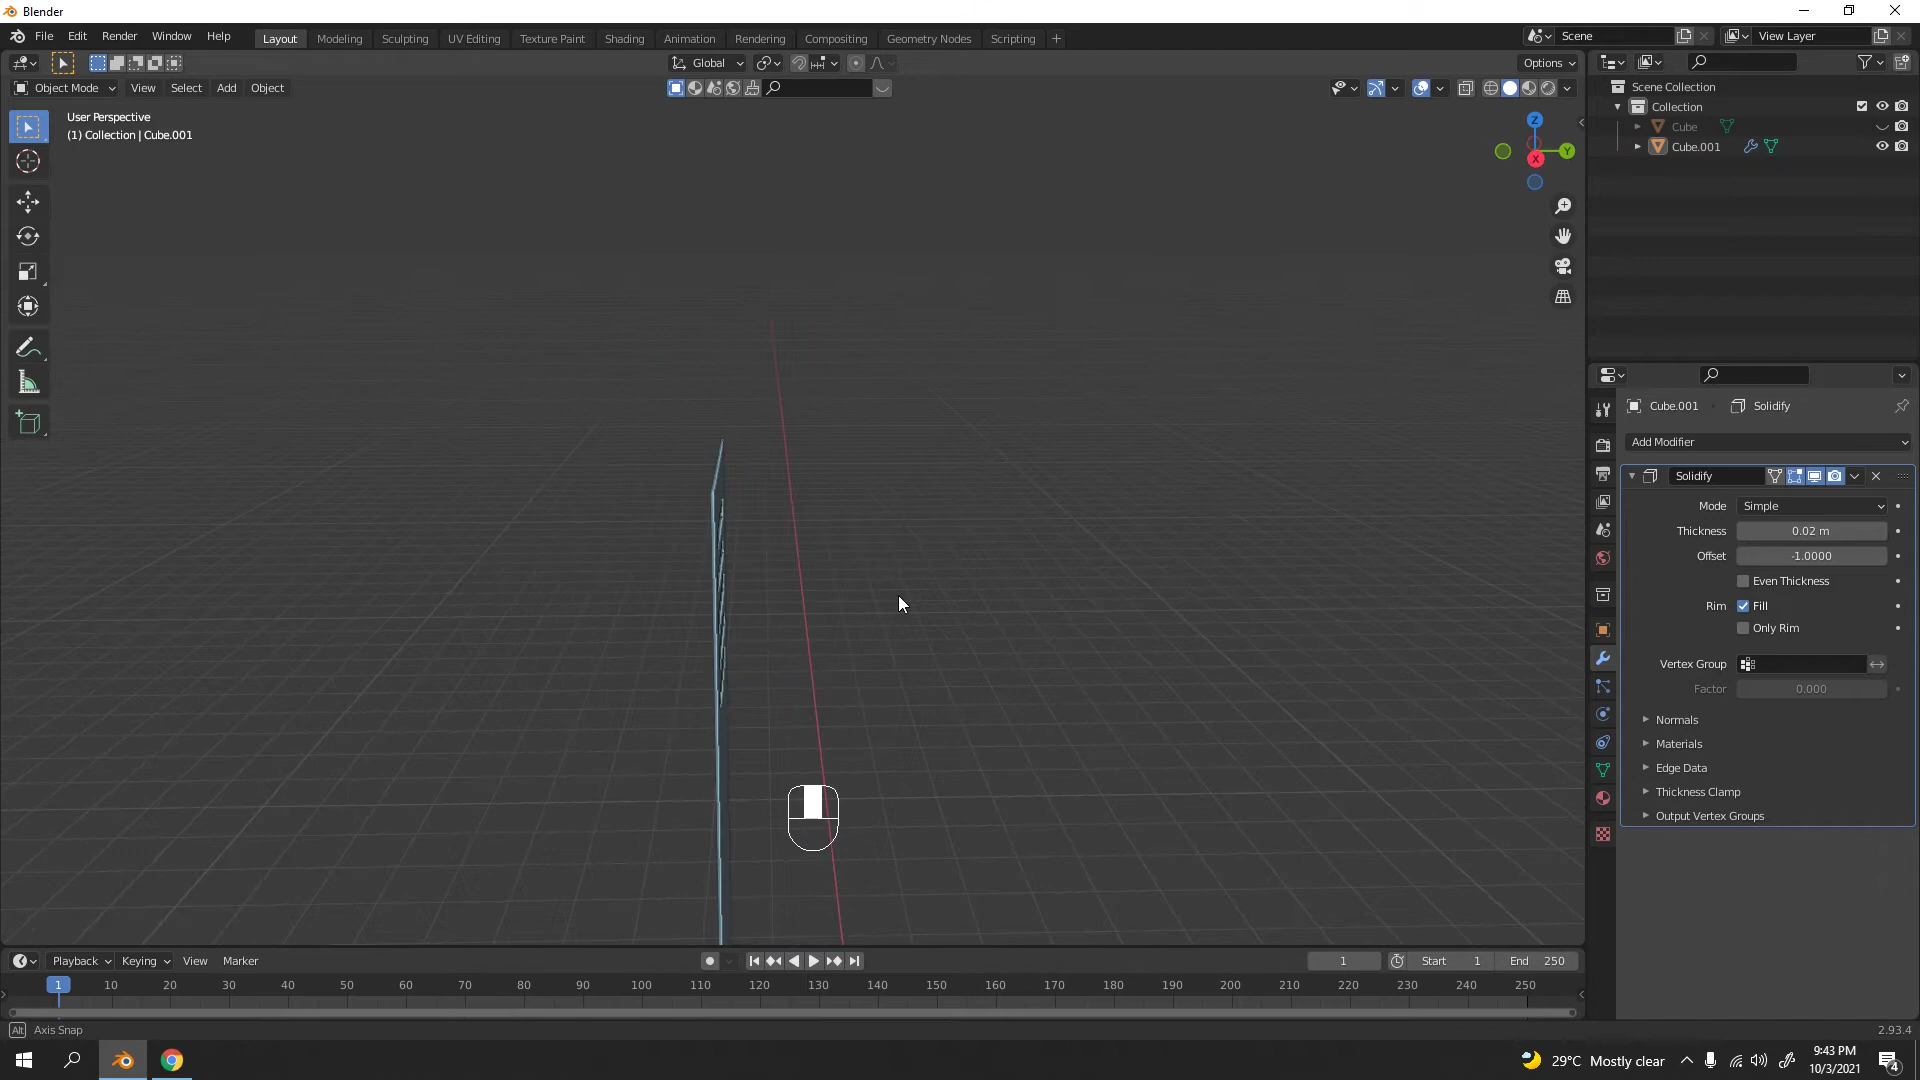 Blender
File Edit Render Window Help
Layout Modeling Sculpting UV Editing Texture Paint Shading Animation Rendering Compositing Geometry Nodes Scripting +
Scene
View Layer
Global
Options
Object Mode View Select Add Object
User Perspective
(1) Collection | Cube.001
Z
Y
X
Scene Collection
Collection
Cube
Cube.001
Cube.001 Solidify
Add Modifier
Solidify
Mode Simple
Thickness 0.02 m
Offset -1.0000
Even Thickness
Rim Fill
Only Rim
Vertex Group
Factor 0.000
Normals
Materials
Edge Data
Thickness Clamp
Output Vertex Groups
Playback Keying View Marker
1 Start 1 End 250
1 10 20 30 40 50 60 70 80 90 100 110 120 130 140 150 160 170 180 190 200 210 220 230 240 250
Alt Axis Snap
2.93.4
29°C Mostly clear
9:43 PM
10/3/2021
4